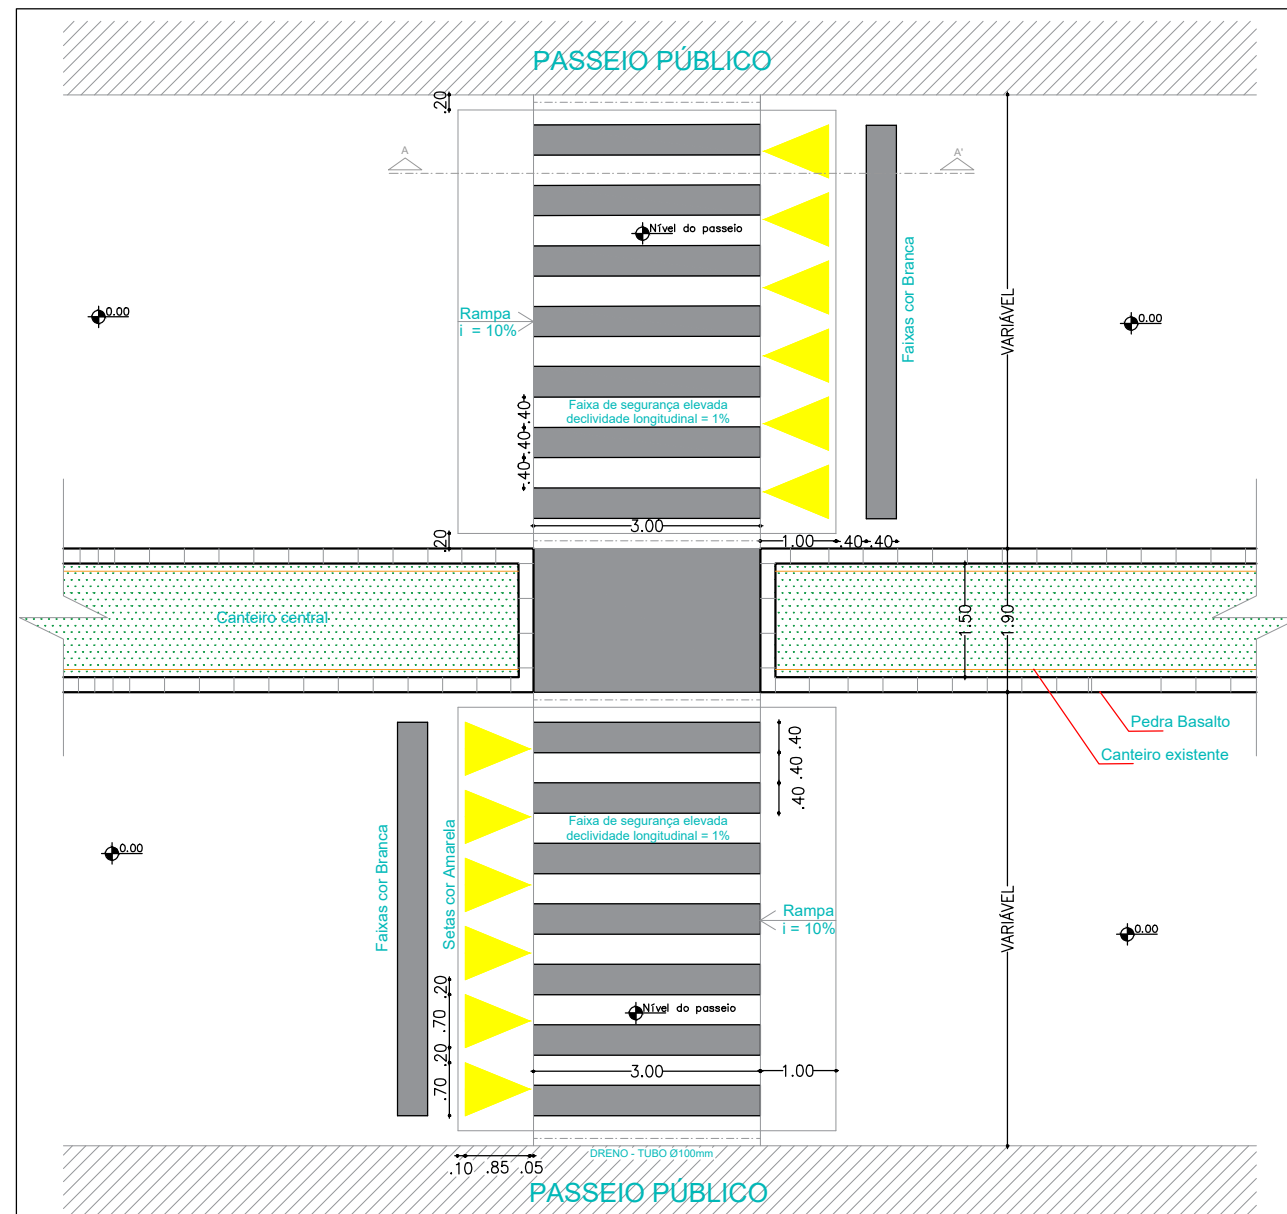 PASSEIO PÚBLICO
.20
A
A'
Nível do passeio
0.00
0.00
Rampa
i = 10%
Faixas cor Branca
VARIÁVEL
Faixa de segurança elevada
declividade longitudinal = 1%
.40
.40
.40
3.00
.20
1.00
.40
.40
Canteiro central
1.50
1.90
Pedra Basalto
Canteiro existente
.40
.40
.40
Faixa de segurança elevada
declividade longitudinal = 1%
0.00
Faixas cor Branca
Setas cor Amarela
Rampa
i = 10%
VARIÁVEL
0.00
.20
.70
.20
.70
Nível do passeio
3.00
1.00
DRENO - TUBO Ø100mm
.10
.85
.05
PASSEIO PÚBLICO